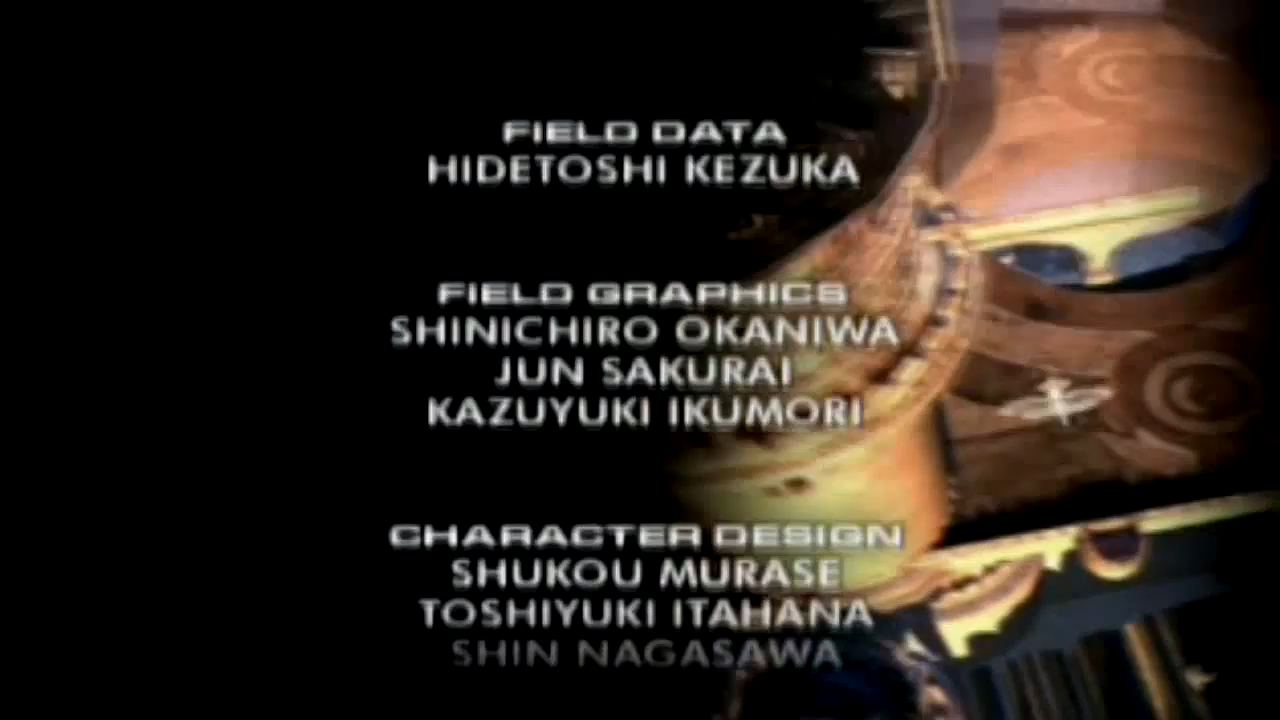 FIELD DATA
HIDETOSHI KEZUKA
FIELD GRAPHICS
SHINICHIRO OKANIWA
JUN SAKURAI
KAZUYUKI IKUMORI
CHARACTER DESIGN
SHUKOU MURASE
TOSHIYUKI ITAHANA
SHIN NAGASAWA